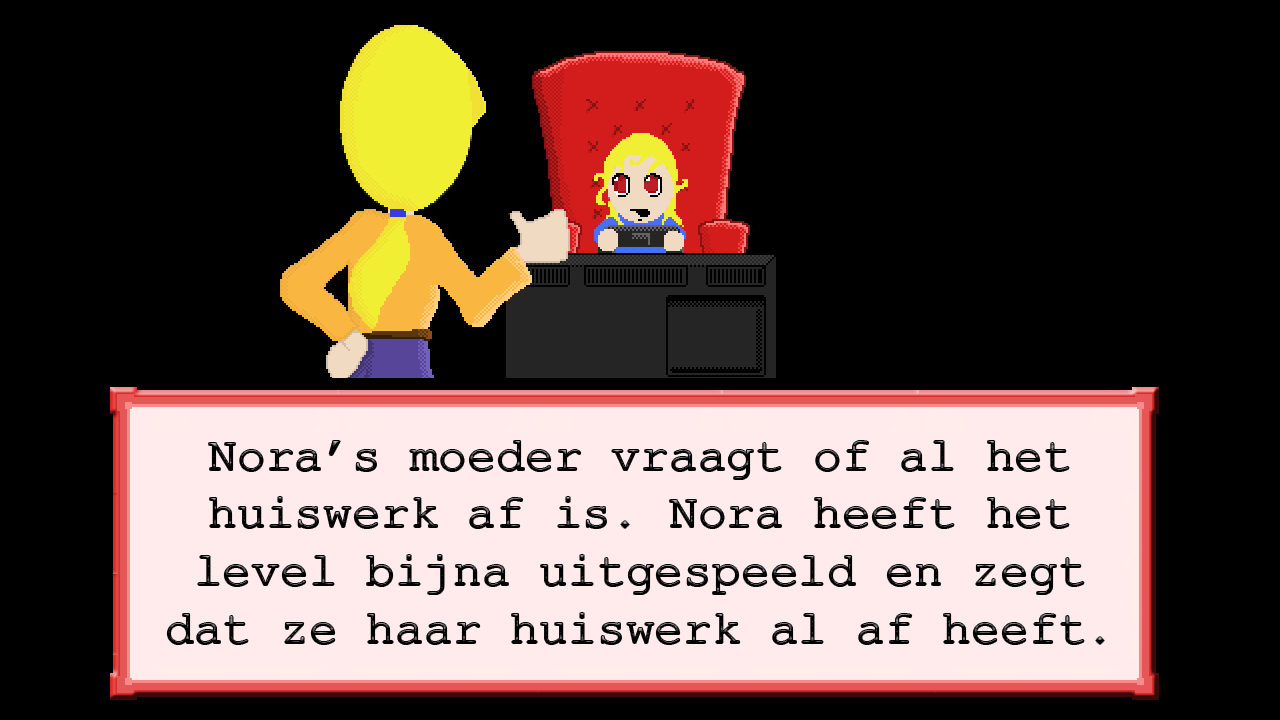 Nora's moeder vraagt of al het
huiswerk af is. Nora heeft het
level bijna uitgespeeld en zegt
dat ze haar huiswerk al af heeft.